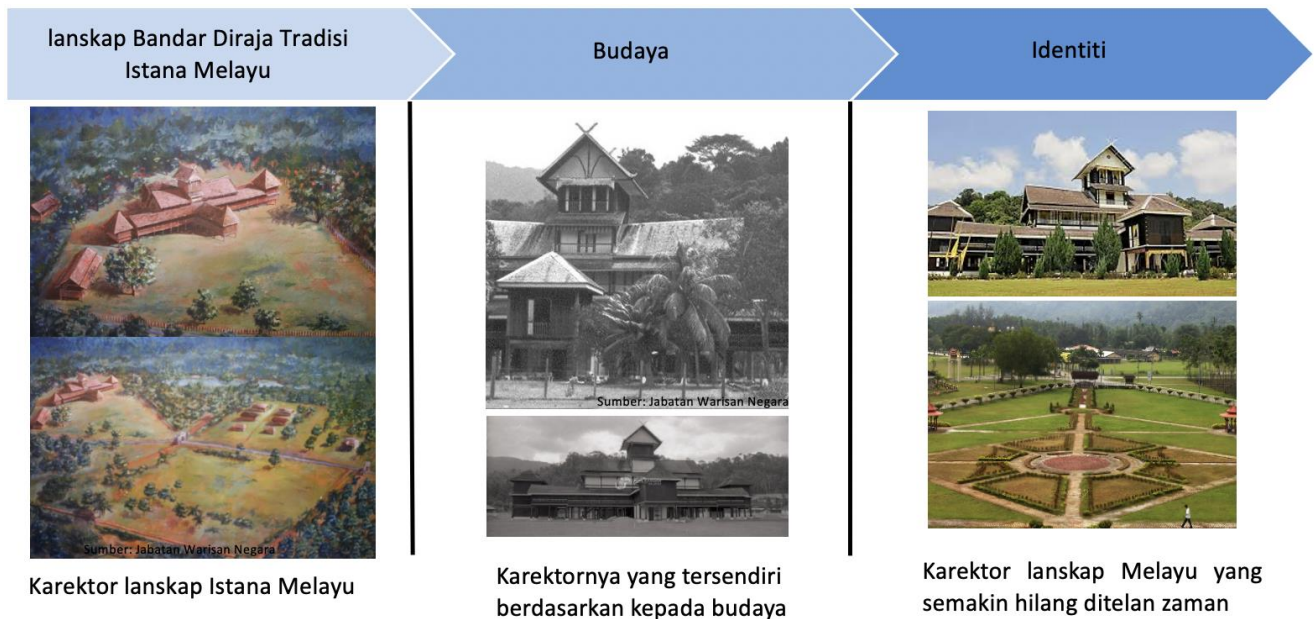 lanskap Bandar Diraja Tradisi
Istana Melayu
Budaya
Identiti
Sumber: Jabatan Warisan Negara
Sumber: Jabatan Warisan Negara
Karektor lanskap Istana Melayu
Karektornya yang tersendiri
berdasarkan kepada budaya
Karektor lanskap Melayu yang
semakin hilang ditelan zaman